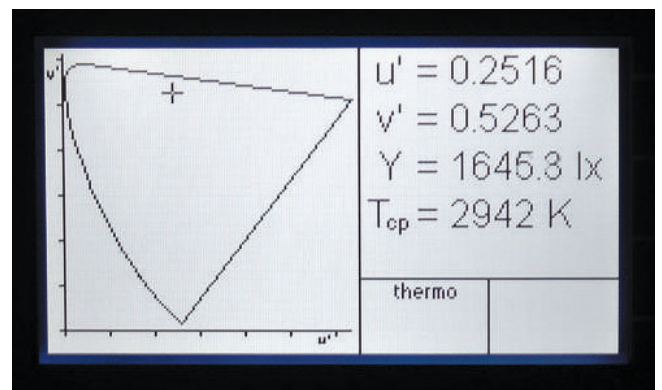 v'
u'
u' = 0.2516
v' = 0.5263
Y = 1645.3 lx
Tcp = 2942 K
thermo